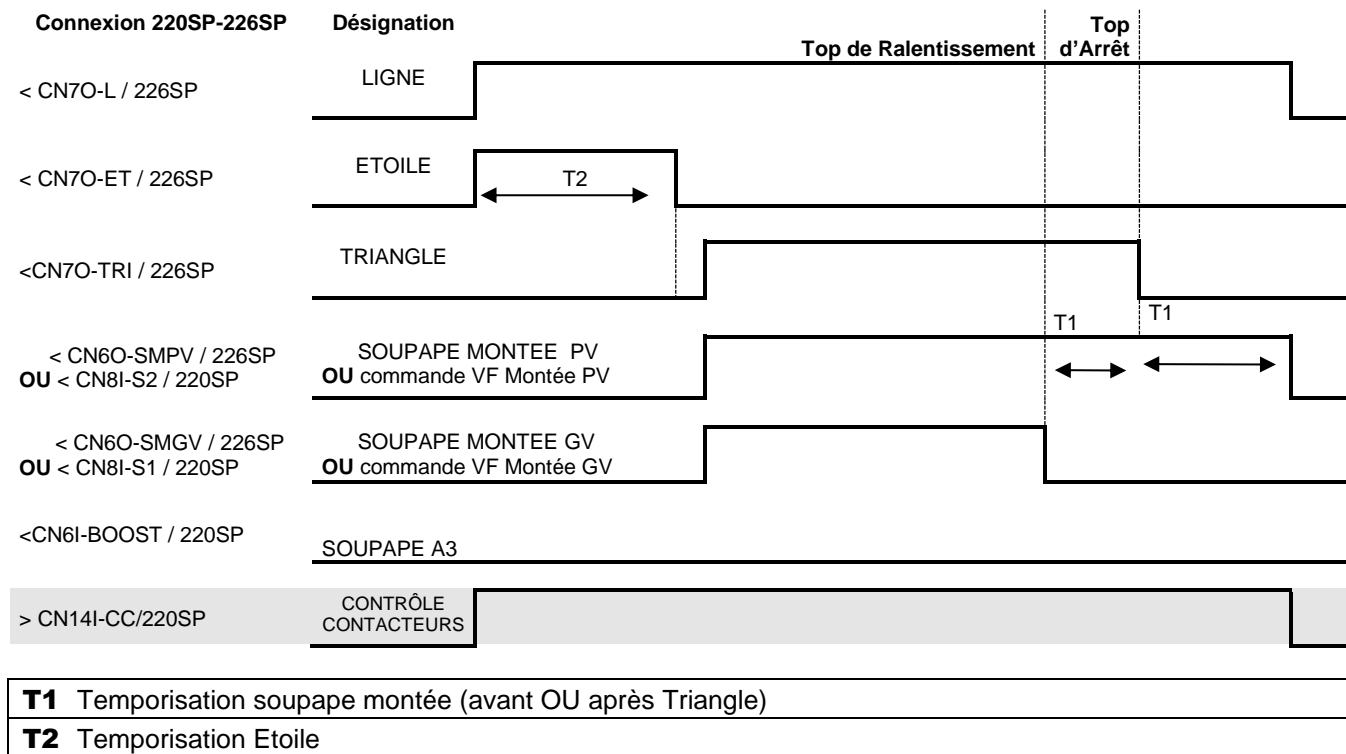 Connexion 220SP-226SP
Désignation
Top de Ralentissement
Top
d'Arrêt
< CN7O-L / 226SP
LIGNE
< CN7O-ET / 226SP
ETOILE
T2
<CN7O-TRI / 226SP
TRIANGLE
T1
T1
< CN6O-SMPV / 226SP
OU < CN8I-S2 / 220SP
SOUPAPE MONTEE PV
OU commande VF Montée PV
< CN6O-SMGV / 226SP
OU < CN8I-S1 / 220SP
SOUPAPE MONTEE GV
OU commande VF Montée GV
<CN6I-BOOST / 220SP
SOUPAPE A3
> CN14I-CC/220SP
CONTRÔLE
CONTACTEURS
T1 Temporisation soupape montée (avant OU après Triangle)
T2 Temporisation Etoile